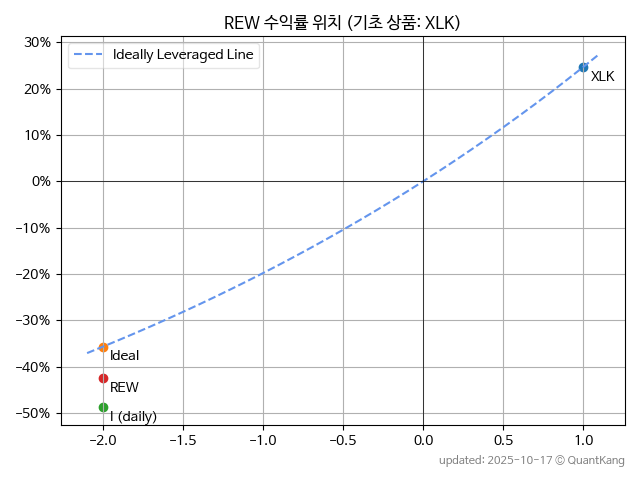 REW 수익률 위치 (기초 상품: XLK)
Ideally Leveraged Line
30%
20%
10%
0%
−10%
−20%
−30%
−40%
−50%
XLK
Ideal
REW
I (daily)
−2.0 −1.5 −1.0 −0.5 0.0 0.5 1.0
updated: 2025-10-17 © QuantKang